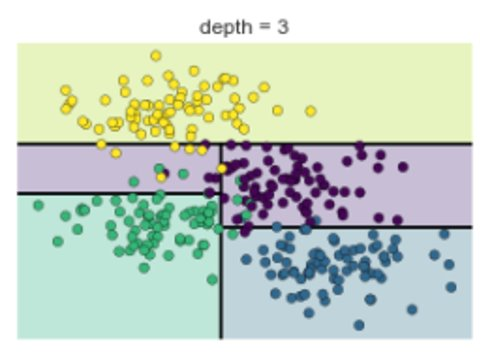 depth = 3